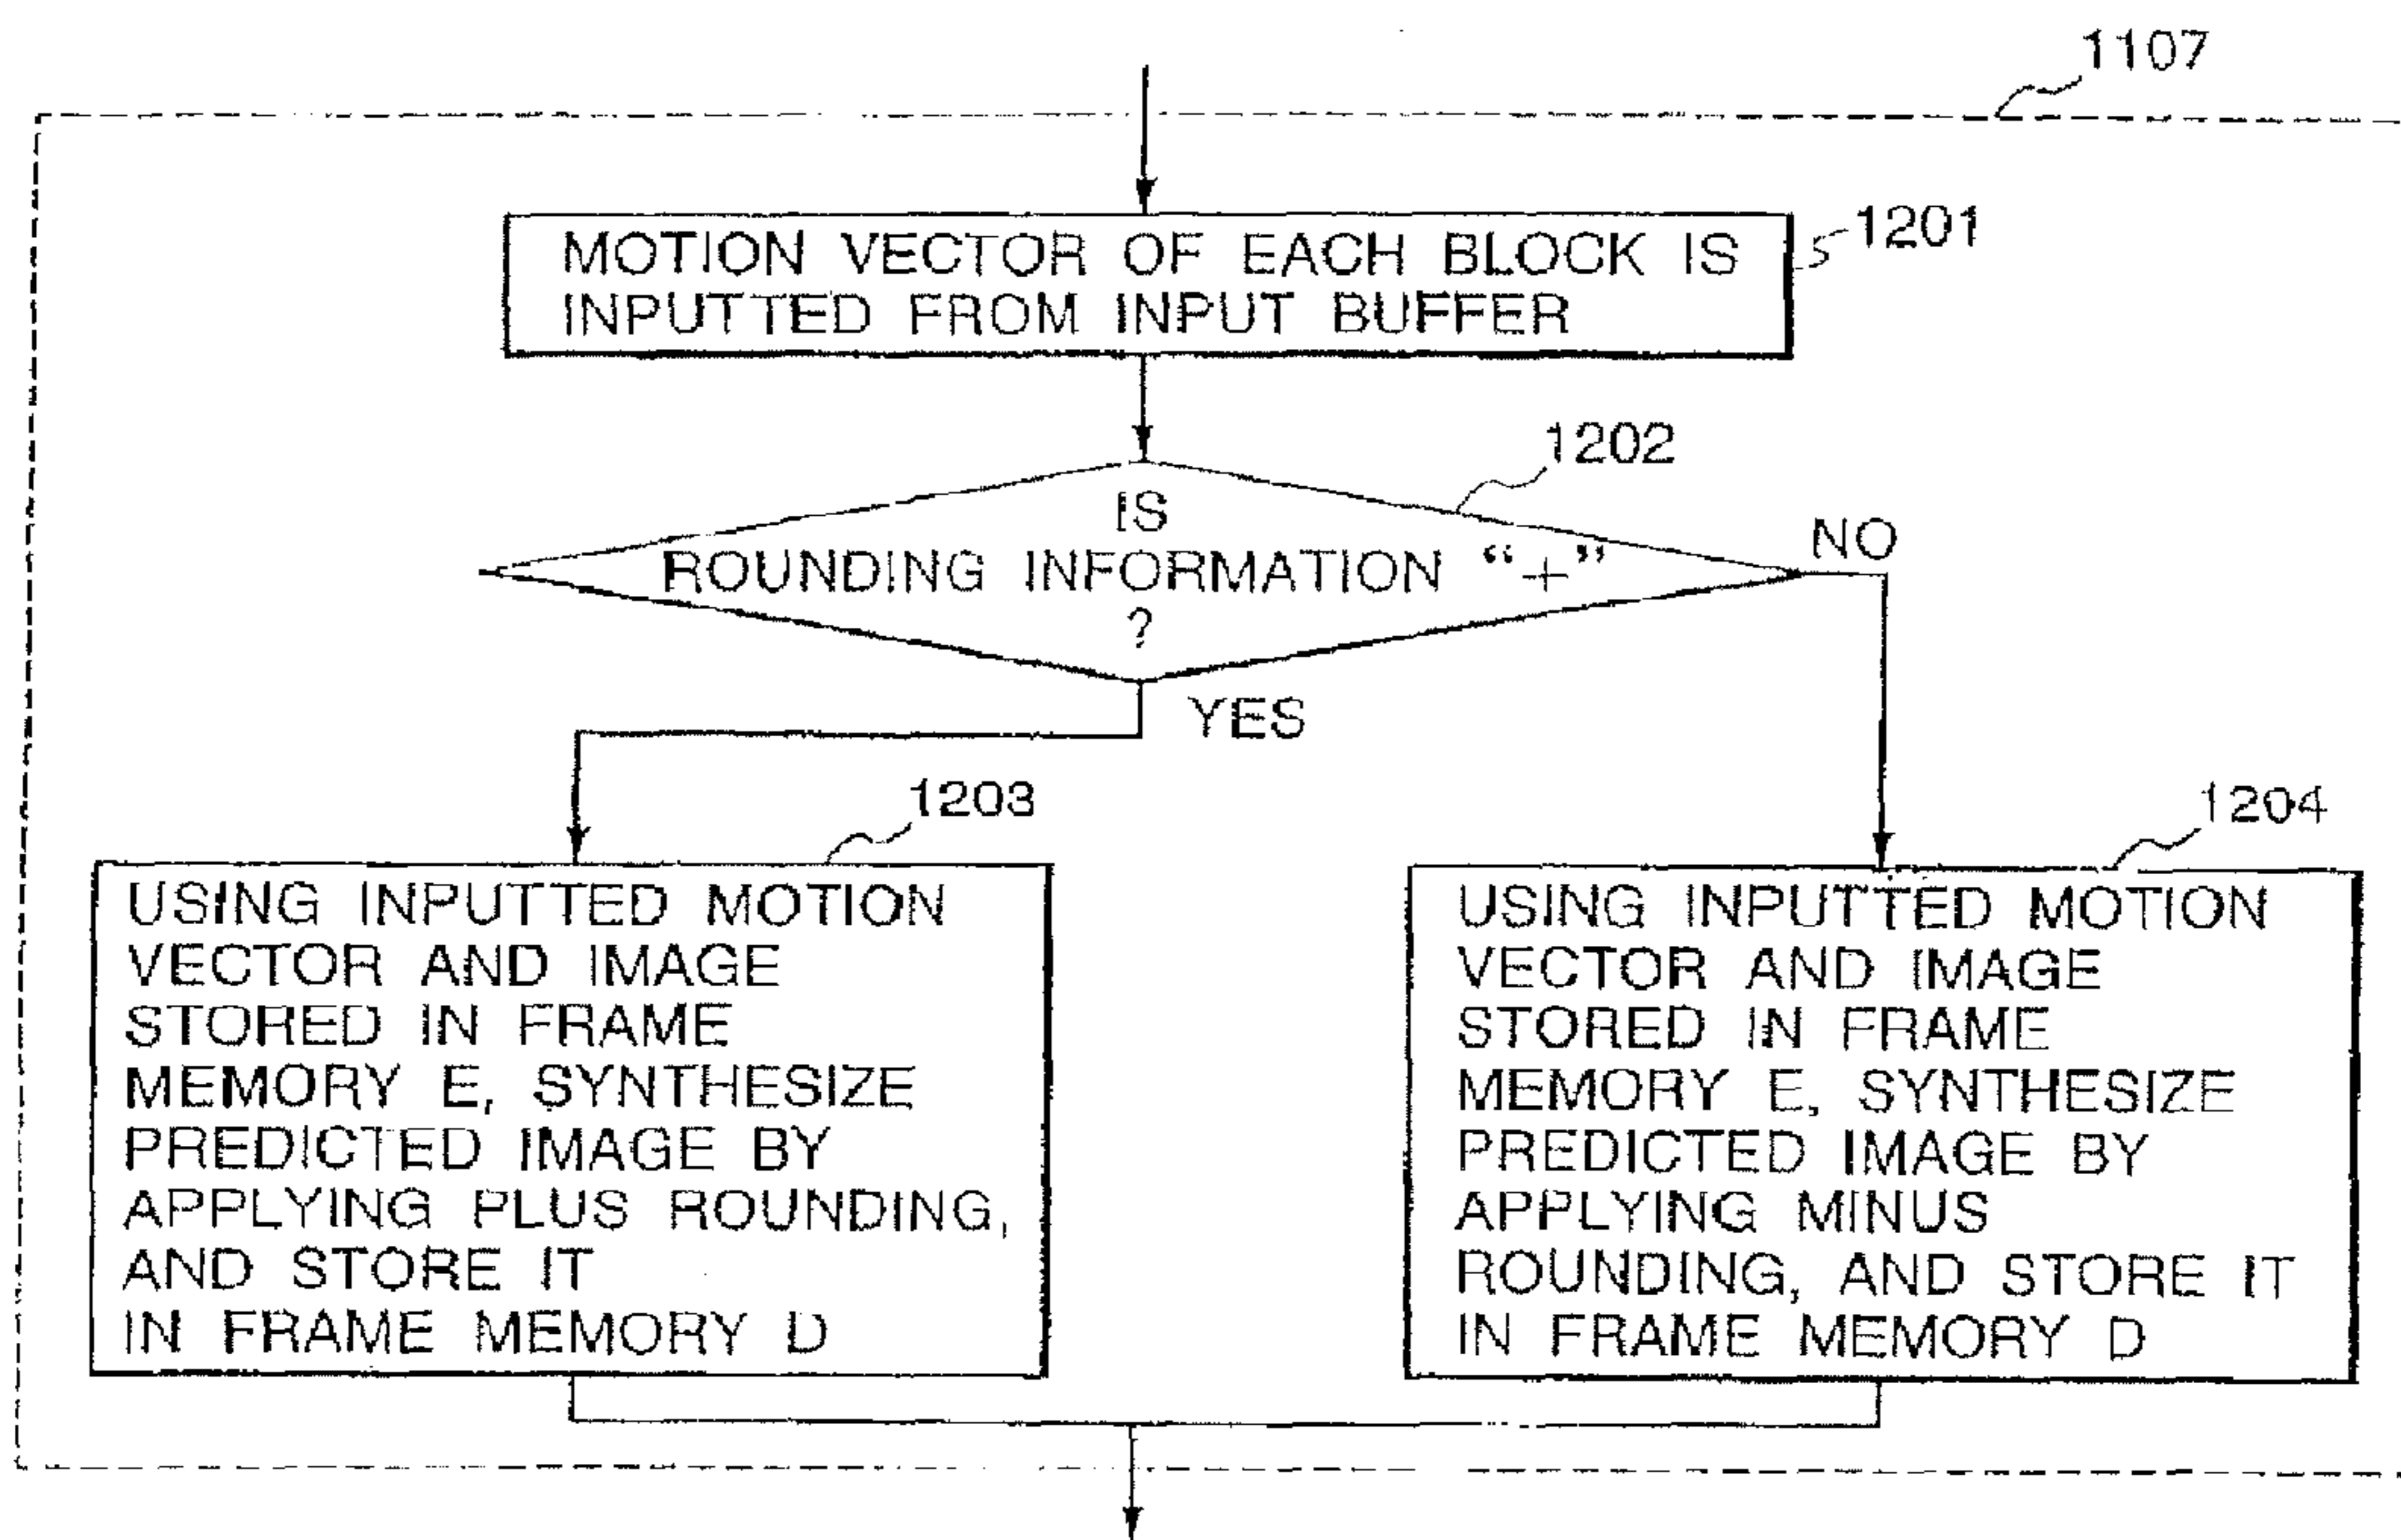 1107
MOTION VECTOR OF EACH BLOCK IS
INPUTTED FROM INPUT BUFFER
1201
1202
IS
ROUNDING INFORMATION “+”
?
NO
YES
1203
USING INPUTTED MOTION
VECTOR AND IMAGE
STORED IN FRAME
MEMORY E, SYNTHESIZE
PREDICTED IMAGE BY
APPLYING PLUS ROUNDING,
AND STORE IT
IN FRAME MEMORY D
1204
USING INPUTTED MOTION
VECTOR AND IMAGE
STORED IN FRAME
MEMORY E, SYNTHESIZE
PREDICTED IMAGE BY
APPLYING MINUS
ROUNDING, AND STORE IT
IN FRAME MEMORY D